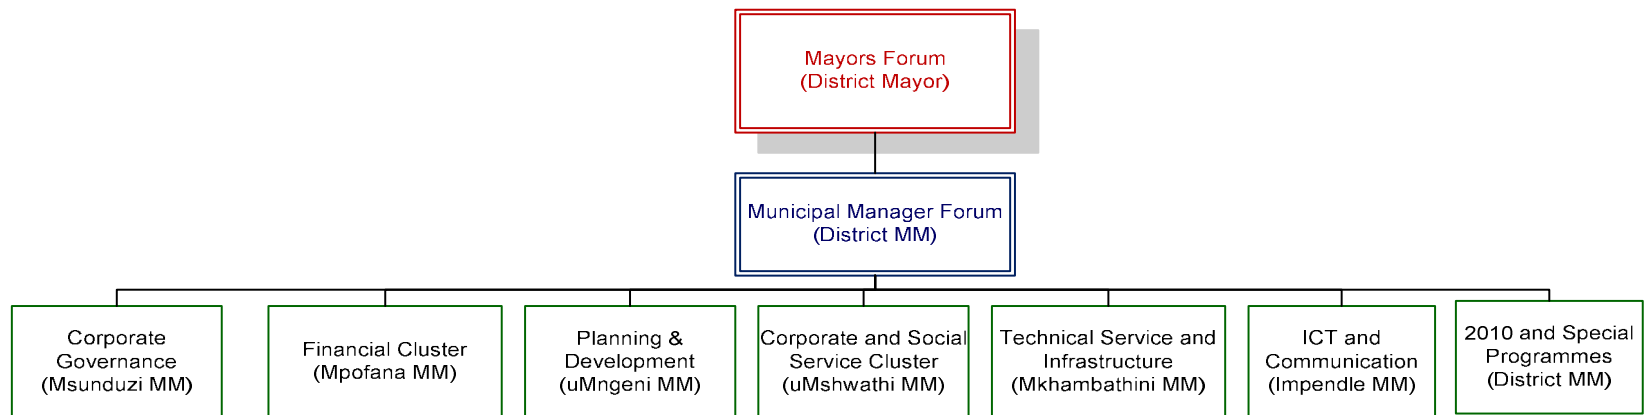 Mayors Forum
(District Mayor)
Municipal Manager Forum
(District MM)
Corporate
Governance
(Msunduzi MM)
Financial Cluster
(Mpofana MM)
Planning &
Development
(uMngeni MM)
Corporate and Social
Service Cluster
(uMshwathi MM)
Technical Service and
Infrastructure
(Mkhambathini MM)
ICT and
Communication
(Impendle MM)
2010 and Special
Programmes
(District MM)